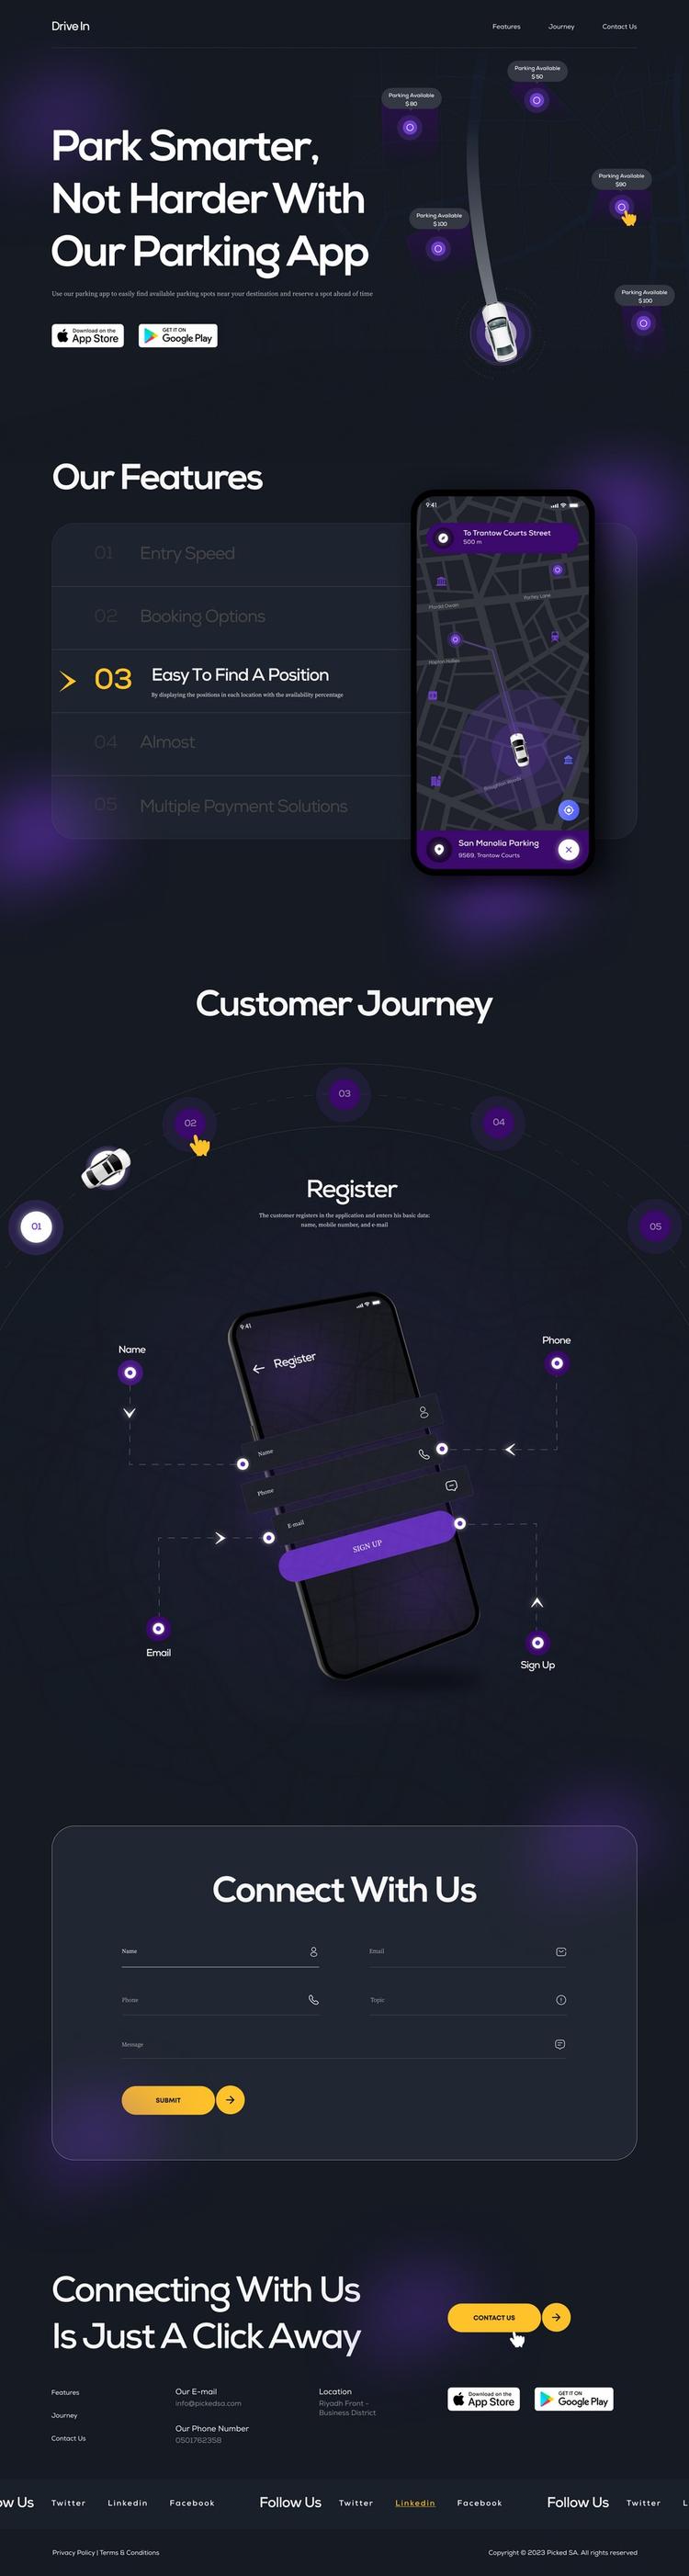 Drive In
Features
Journey
Contact Us
Parking Available
$ 50
Parking Available
$ 80
Parking Available
$90
Parking Available
$ 100
Parking Available
$ 100
Park Smarter,
Not Harder With
Our Parking App
Use our parking app to easily find available parking spots near your destination and reserve a spot ahead of time
Download on the
App Store
GET IT ON
Google Play
Our Features
01 Entry Speed
02 Booking Options
03 Easy To Find A Position
By displaying the positions in each location with the availability percentage
04 Almost
05 Multiple Payment Solutions
9:41
To Trantow Courts Street
500 m
Parkey Lane
San Manolia Parking
9569, Trantow Courts
Customer Journey
03
02
04
01
05
Register
The customer registers in the application and enters his basic data:
name, mobile number, and e-mail
9:41
Register
Name
Phone
Name
Phone
E-mail
SIGN UP
Email
Sign Up
Connect With Us
Name
Email
Phone
Topic
Message
SUBMIT
Connecting With Us
Is Just A Click Away
CONTACT US
Features
Journey
Contact Us
Our E-mail
info@pickedsa.com
Our Phone Number
0501762358
Location
Riyadh Front -
Business District
Download on the
App Store
GET IT ON
Google Play
ow Us Twitter Linkedin Facebook Follow Us Twitter Linkedin Facebook Follow Us Twitter L
Privacy Policy | Terms & Conditions
Copyright © 2023 Picked SA. All rights reserved